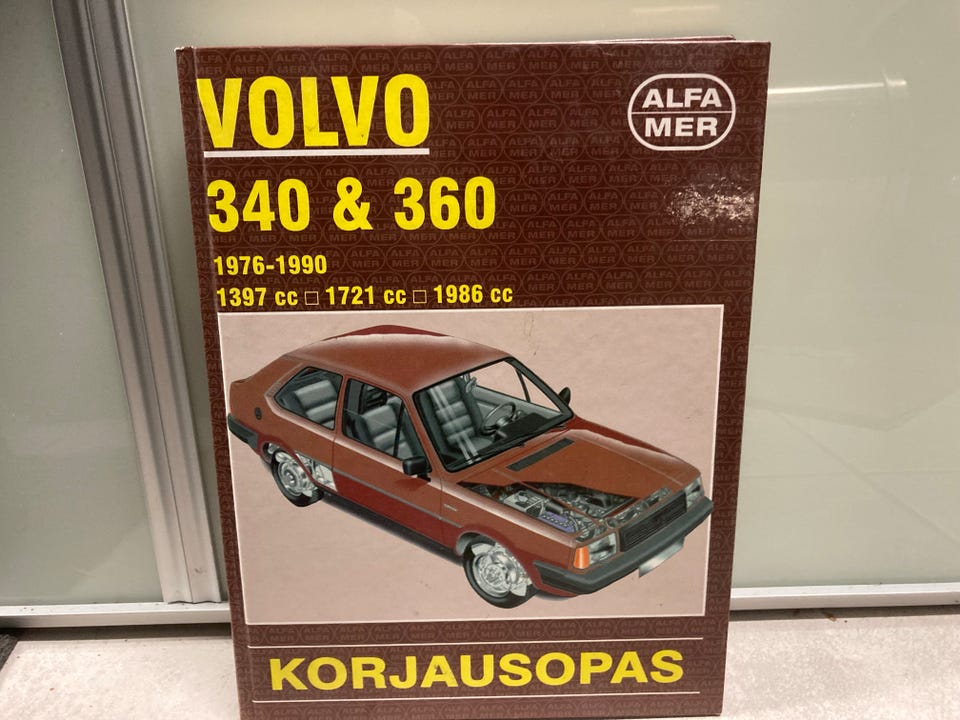 VOLVO
ALFA
MER
340 & 360
1976-1990
1397 cc □ 1721 cc □ 1986 cc
KORJAUSOPAS